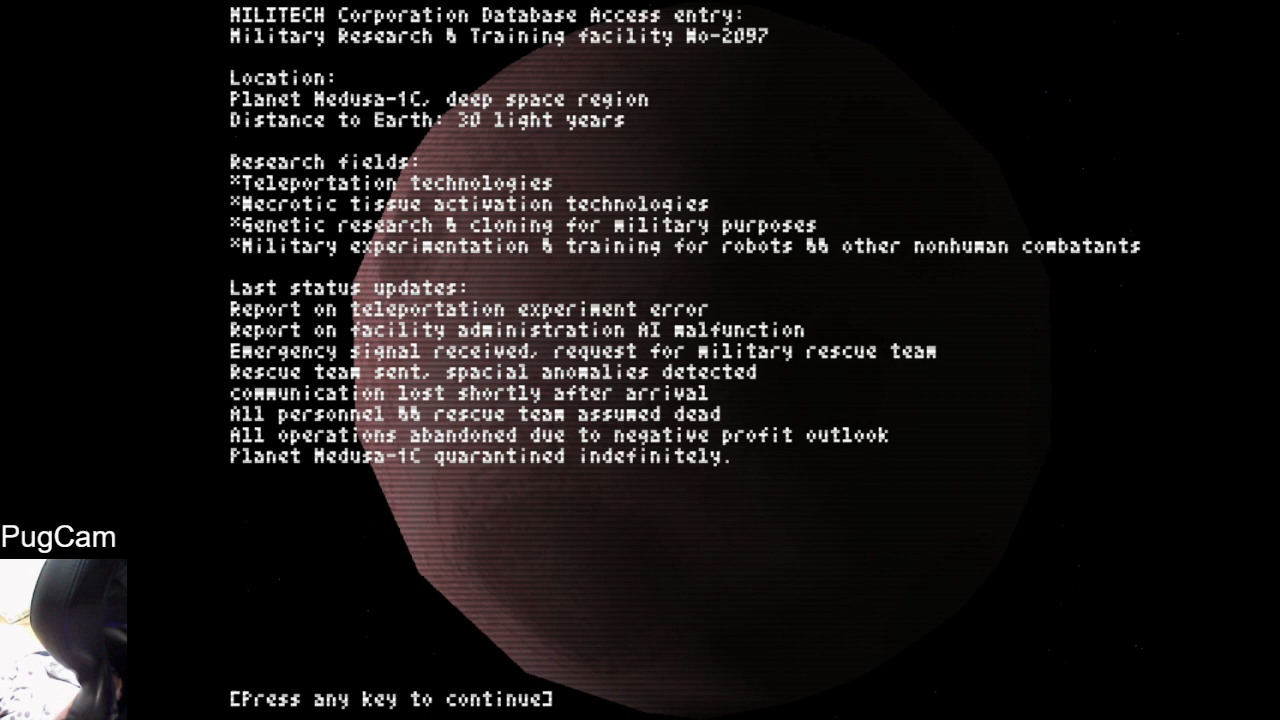 MILITECH Corporation Database Access entry:
Military Research & Training facility No-2097
Location:
Planet Medusa-1C, deep space region
Distance to Earth: 30 light years
Research fields:
*Teleportation technologies
*Necrotic tissue activation technologies
*Genetic research & cloning for military purposes
*Military experimentation & training for robots && other nonhuman combatants
Last status updates:
Report on teleportation experiment error
Report on facility administration AI malfunction
Emergency signal received, request for military rescue team
Rescue team sent, spacial anomalies detected
communication lost shortly after arrival
All personnel && rescue team assumed dead
All operations abandoned due to negative profit outlook
Planet Medusa-1C quarantined indefinitely.
PugCam
[Press any key to continue]